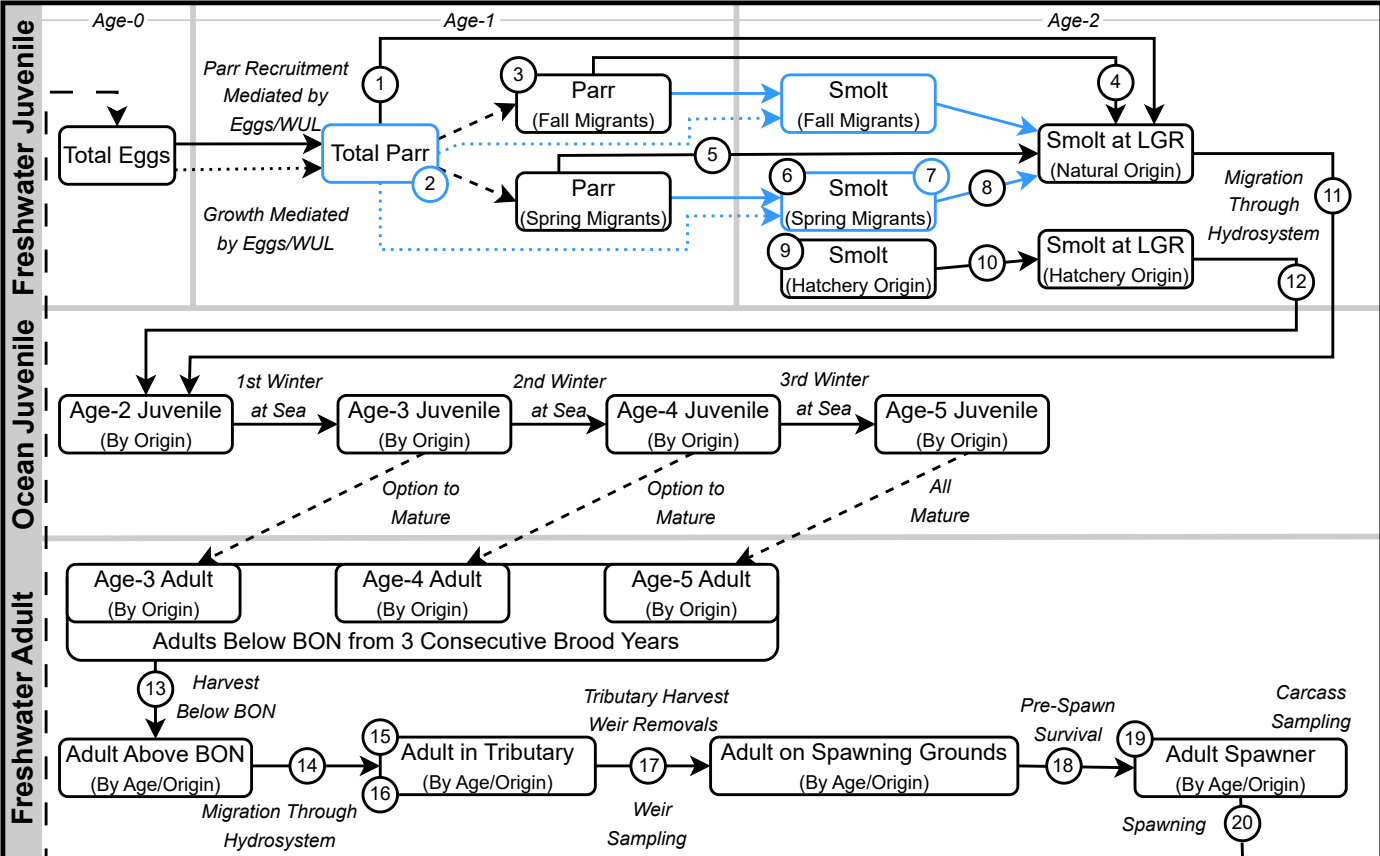 Freshwater Juvenile
Age-0
Age-1
Age-2
Parr Recruitment
Mediated by
Eggs/WUL
1
3
Parr
(Fall Migrants)
Smolt
(Fall Migrants)
4
Total Eggs
Total Parr
2
5
Smolt at LGR
(Natural Origin)
Growth Mediated
by Eggs/WUL
Parr
(Spring Migrants)
6
Smolt
(Spring Migrants)
7
8
Migration
Through
Hydrosystem
11
9
Smolt
(Hatchery Origin)
10
Smolt at LGR
(Hatchery Origin)
12
Ocean Juvenile
Age-2 Juvenile
(By Origin)
1st Winter
at Sea
Age-3 Juvenile
(By Origin)
2nd Winter
at Sea
Age-4 Juvenile
(By Origin)
3rd Winter
at Sea
Age-5 Juvenile
(By Origin)
Option to
Mature
Option to
Mature
All
Mature
Freshwater Adult
Age-3 Adult
(By Origin)
Age-4 Adult
(By Origin)
Age-5 Adult
(By Origin)
Adults Below BON from 3 Consecutive Brood Years
13
Harvest
Below BON
Adult Above BON
(By Age/Origin)
14
Migration Through
Hydrosystem
15
16
Adult in Tributary
(By Age/Origin)
Tributary Harvest
Weir Removals
17
Weir
Sampling
Adult on Spawning Grounds
(By Age/Origin)
Pre-Spawn
Survival
18
19
Carcass
Sampling
Adult Spawner
(By Age/Origin)
Spawning
20